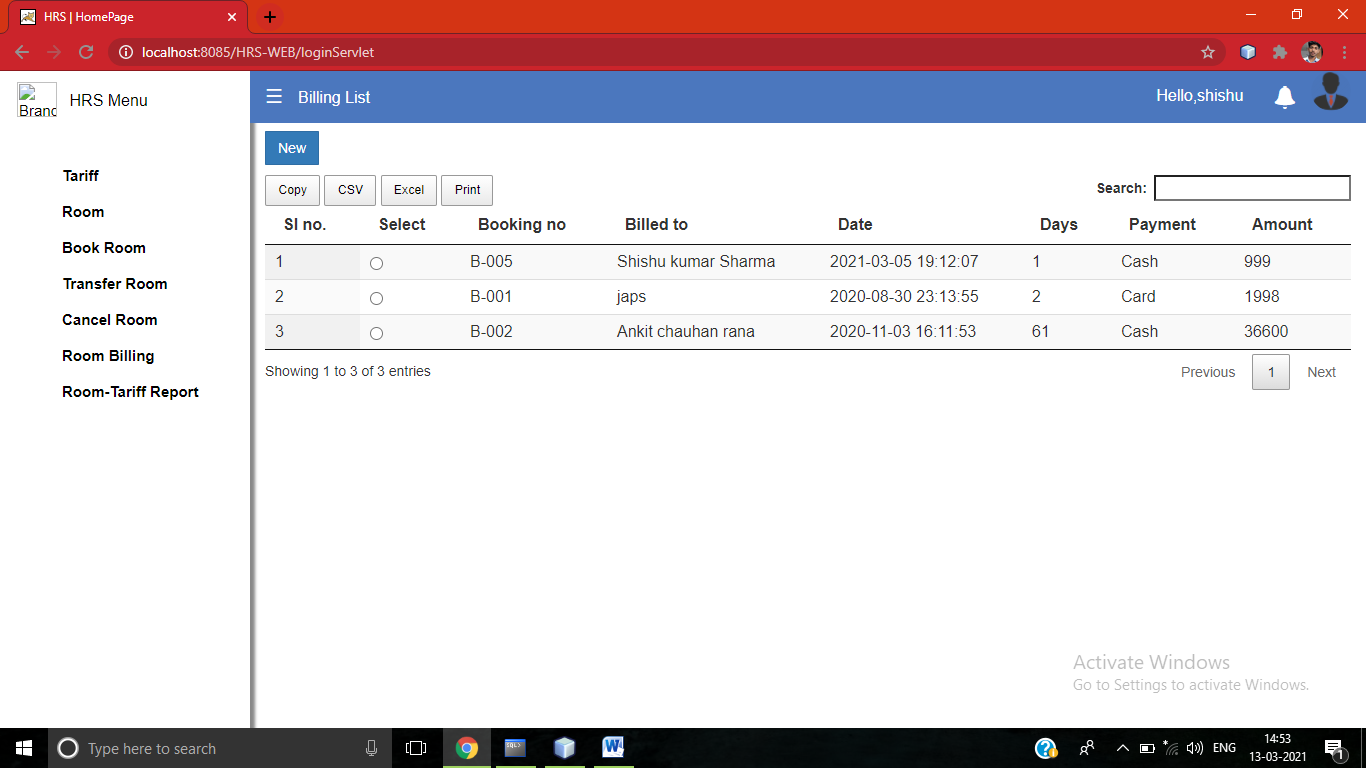 HRS | HomePage
localhost:8085/HRS-WEB/loginServlet
Branc
HRS Menu
☰ Billing List
Hello,shishu
Tariff
Room
Book Room
Transfer Room
Cancel Room
Room Billing
Room-Tariff Report
New
Copy CSV Excel Print
Search:
Sl no. Select Booking no Billed to Date Days Payment Amount
1 B-005 Shishu kumar Sharma 2021-03-05 19:12:07 1 Cash 999
2 B-001 japs 2020-08-30 23:13:55 2 Card 1998
3 B-002 Ankit chauhan rana 2020-11-03 16:11:53 61 Cash 36600
Showing 1 to 3 of 3 entries
Previous 1 Next
Activate Windows
Go to Settings to activate Windows.
Type here to search
ENG
14:53
13-03-2021
1